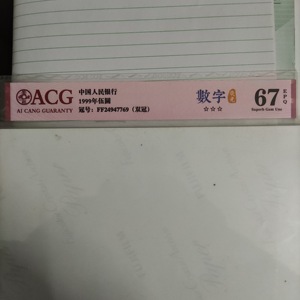 ACG
AI CANG GUARANTY
中国人民银行
1999年伍圆
冠号：FF24947769（豹冠）
數字
☆☆☆
67
EPQ
Superb Gem Unc